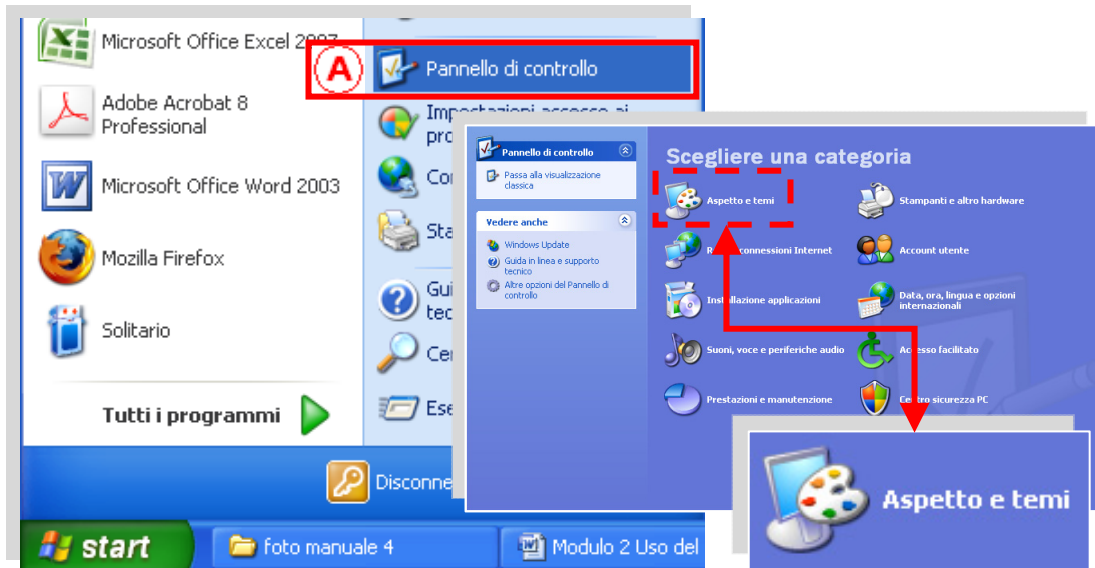 Microsoft Office Excel 2007
A
Pannello di controllo
Adobe Acrobat 8
Professional
Impostazioni accesso ai
Microsoft Office Word 2003
Mozilla Firefox
Solitario
Tutti i programmi
start
foto manuale 4
Modulo 2 Uso del
Pannello di controllo
Passa alla visualizzazione
classica
Vedere anche
Windows Update
Guida in linea e supporto
tecnico
Altre opzioni del Pannello di
controllo
Scegliere una categoria
Aspetto e temi
Stampanti e altro hardware
connessioni Internet
Account utente
Installazione applicazioni
Data, ora, lingua e opzioni
internazionali
Suoni, voce e periferiche audio
Accesso facilitato
Prestazioni e manutenzione
Centro sicurezza PC
Aspetto e temi